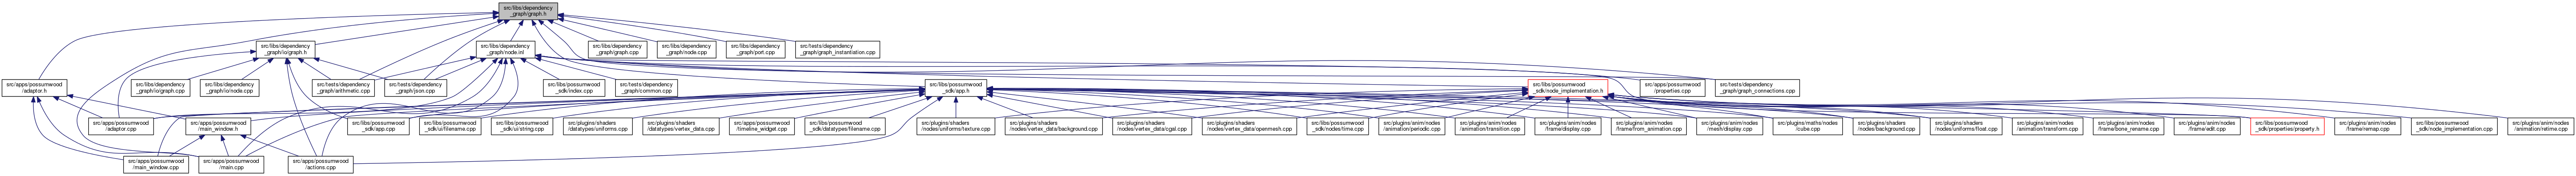 src/libs/dependency
_graph/graph.h
src/libs/dependency
_graph/io/graph.h
src/libs/dependency
_graph/node.inl
src/libs/dependency
_graph/graph.cpp
src/libs/dependency
_graph/node.cpp
src/libs/dependency
_graph/port.cpp
src/tests/dependency
_graph/graph_instantiation.cpp
src/apps/possumwood
/adaptor.h
src/libs/dependency
_graph/io/graph.cpp
src/libs/dependency
_graph/io/node.cpp
src/tests/dependency
_graph/arithmetic.cpp
src/tests/dependency
_graph/json.cpp
src/libs/possumwood
_sdk/index.cpp
src/tests/dependency
_graph/common.cpp
src/libs/possumwood
_sdk/app.h
src/libs/possumwood
_sdk/node_implementation.h
src/apps/possumwood
/properties.cpp
src/tests/dependency
_graph/graph_connections.cpp
src/apps/possumwood
/adaptor.cpp
src/apps/possumwood
/main_window.h
src/libs/possumwood
_sdk/app.cpp
src/libs/possumwood
_sdk/ui/filename.cpp
src/libs/possumwood
_sdk/ui/string.cpp
src/plugins/shaders
/datatypes/uniforms.cpp
src/plugins/shaders
/datatypes/vertex_data.cpp
src/apps/possumwood
/timeline_widget.cpp
src/libs/possumwood
_sdk/datatypes/filename.cpp
src/plugins/shaders
/nodes/uniforms/texture.cpp
src/plugins/shaders
/nodes/vertex_data/background.cpp
src/plugins/shaders
/nodes/vertex_data/cgal.cpp
src/plugins/shaders
/nodes/vertex_data/openmesh.cpp
src/libs/possumwood
_sdk/nodes/time.cpp
src/plugins/anim/nodes
/animation/periodic.cpp
src/plugins/anim/nodes
/animation/transition.cpp
src/plugins/anim/nodes
/frame/display.cpp
src/plugins/anim/nodes
/frame/from_animation.cpp
src/plugins/anim/nodes
/mesh/display.cpp
src/plugins/maths/nodes
/cube.cpp
src/plugins/shaders
/nodes/background.cpp
src/plugins/shaders
/nodes/uniforms/float.cpp
src/plugins/anim/nodes
/animation/transform.cpp
src/plugins/anim/nodes
/frame/bone_rename.cpp
src/plugins/anim/nodes
/frame/edit.cpp
src/libs/possumwood
_sdk/properties/property.h
src/plugins/anim/nodes
/frame/remap.cpp
src/libs/possumwood
_sdk/node_implementation.cpp
src/plugins/anim/nodes
/animation/retime.cpp
src/apps/possumwood
/main_window.cpp
src/apps/possumwood
/main.cpp
src/apps/possumwood
/actions.cpp